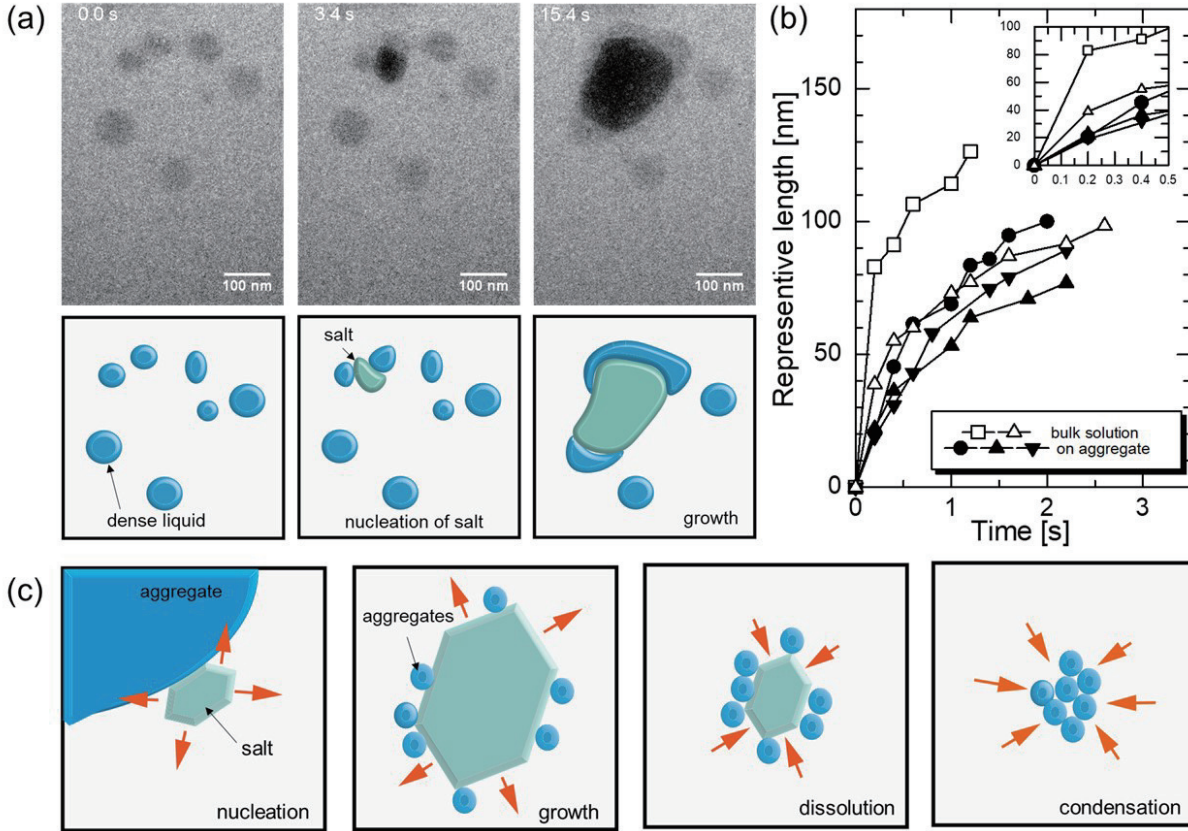 (a)
0.0 s
3.4 s
15.4 s
100 nm
100 nm
100 nm
dense liquid
salt
nucleation of salt
growth
(b)
Representive length [nm]
150
100
50
0
0
1
2
3
Time [s]
100
80
60
40
20
0
0
0.1
0.2
0.3
0.4
0.5
bulk solution
on aggregate
(c)
aggregate
salt
nucleation
aggregates
growth
dissolution
condensation